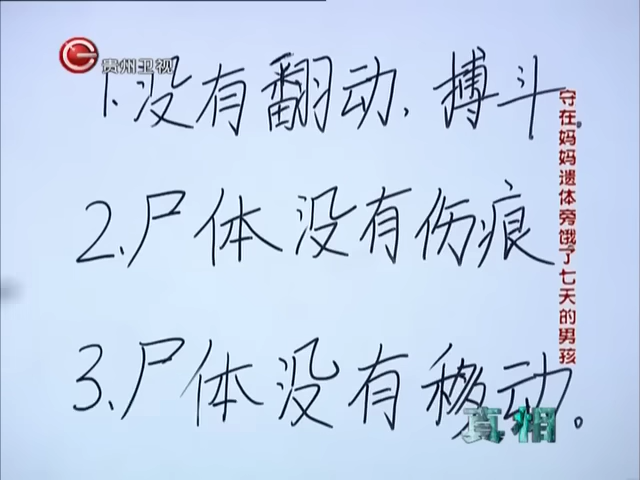 贵州卫视
1.没有翻动、搏斗
2.尸体没有伤痕
3.尸体没有移动。
守在妈妈遗体旁饿了七天的男孩
真相